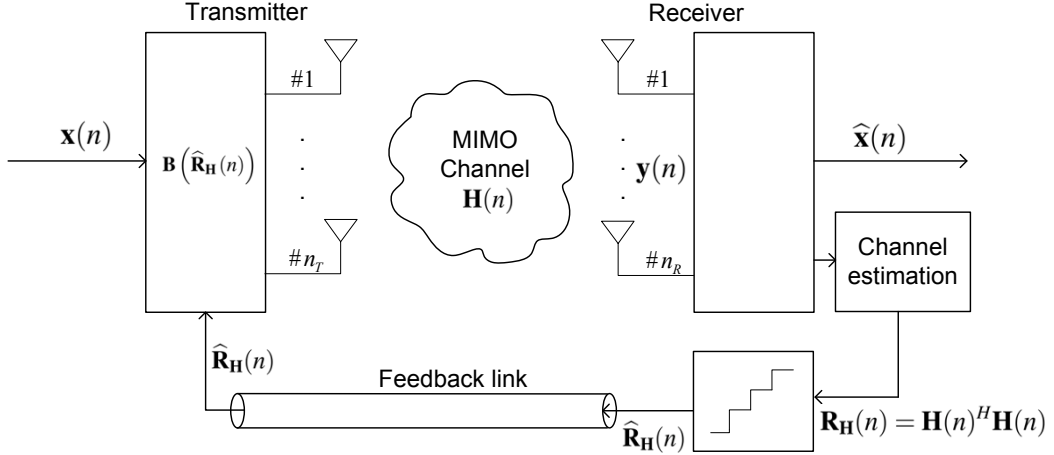 Transmitter
Receiver
#1
#1
𝐱(n)
𝐁(𝐑̂_𝐇(n))
MIMO
Channel
𝐇(n)
𝐲(n)
𝐱̂(n)
#n_T
#n_R
Channel
estimation
𝐑̂_𝐇(n)
Feedback link
𝐑̂_𝐇(n)
𝐑_𝐇(n) = 𝐇(n)^H 𝐇(n)